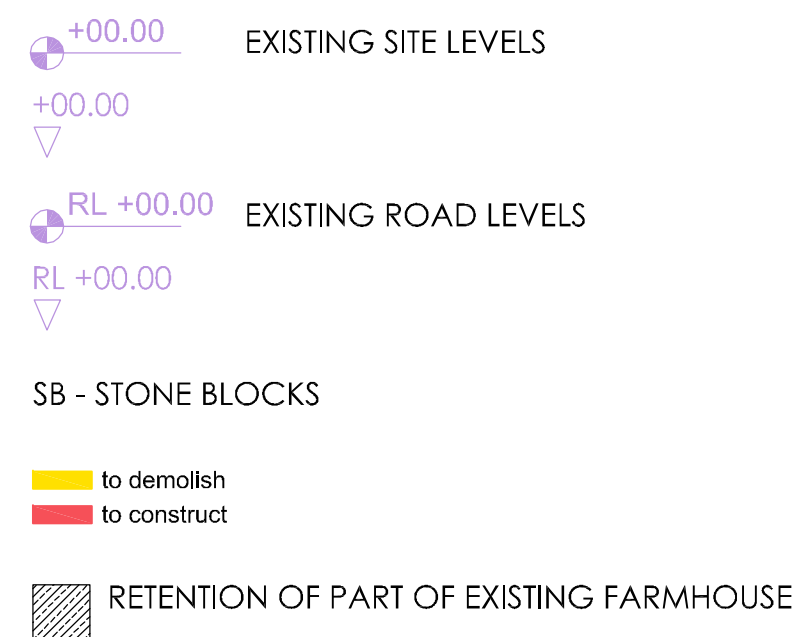 +00.00 EXISTING SITE LEVELS
+00.00
RL +00.00 EXISTING ROAD LEVELS
RL +00.00
SB - STONE BLOCKS
to demolish
to construct
RETENTION OF PART OF EXISTING FARMHOUSE